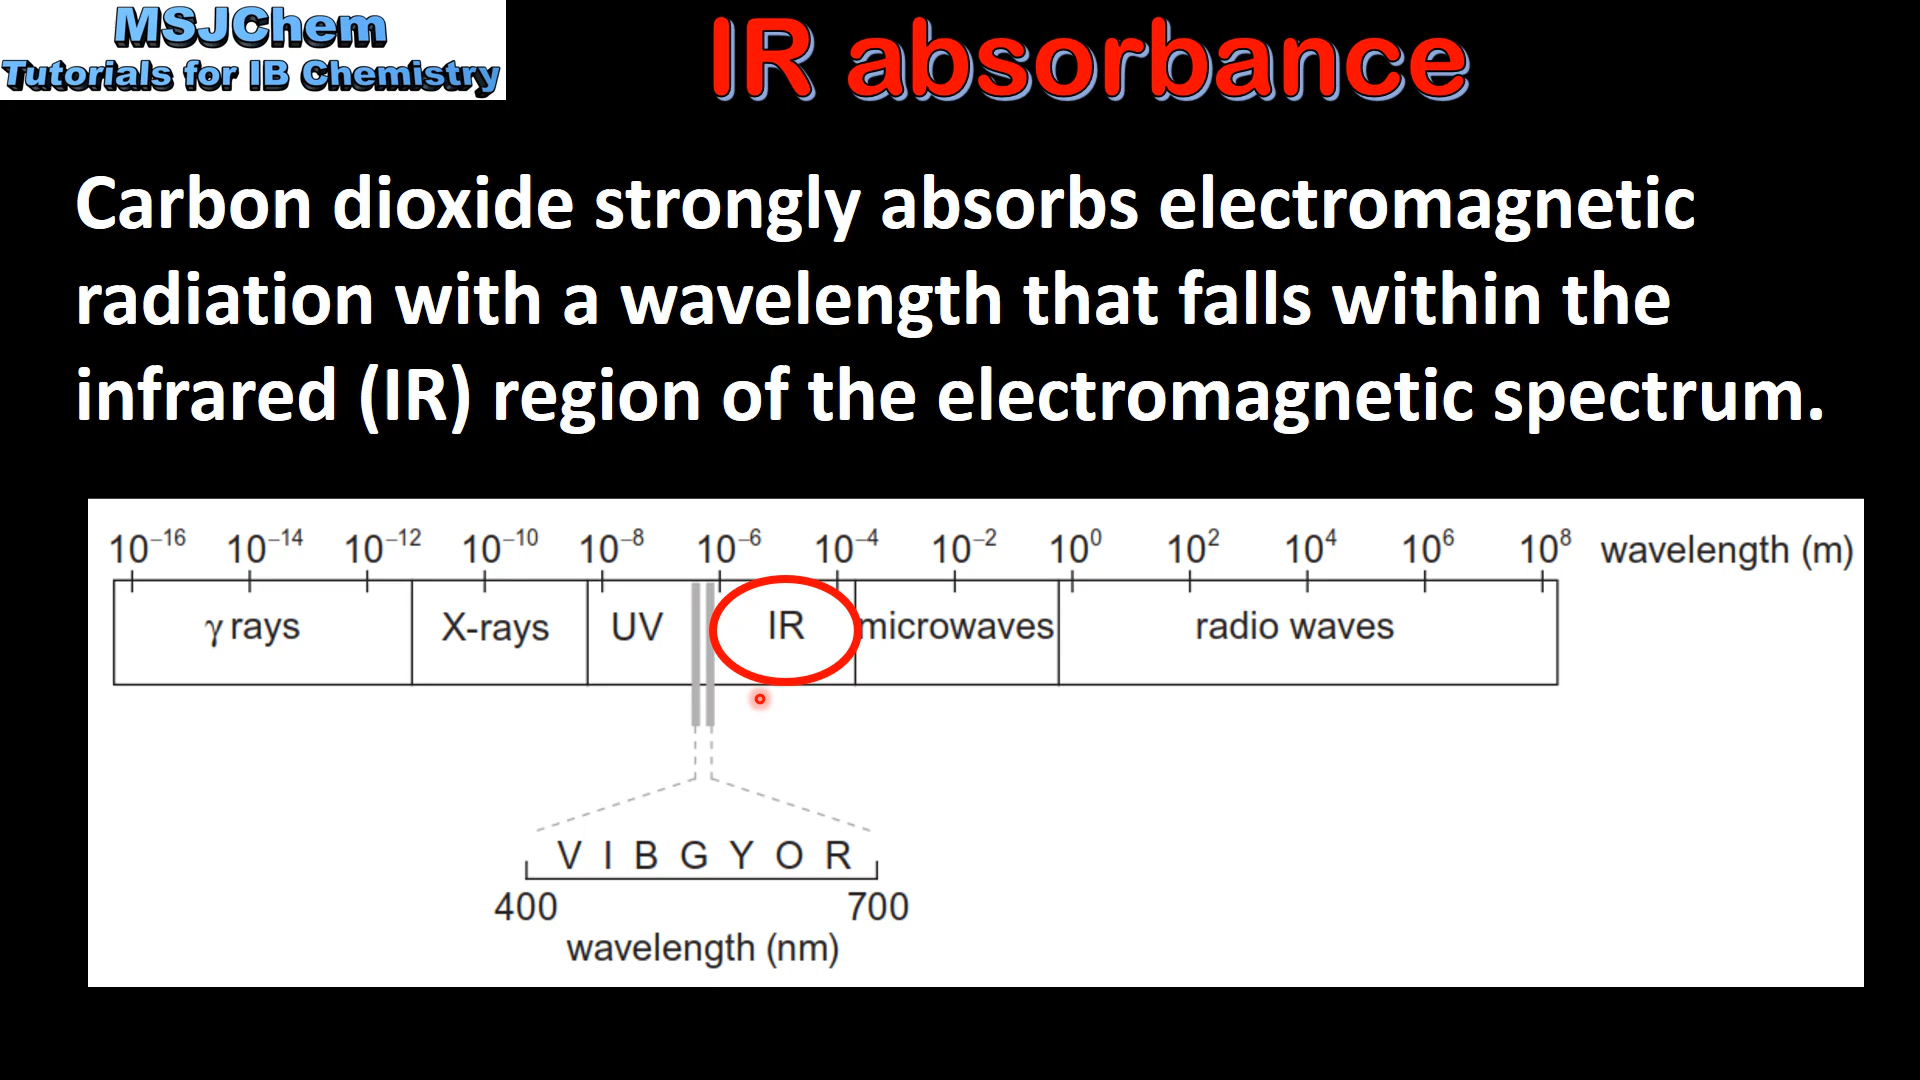 MSJChem
Tutorials for IB Chemistry
IR absorbance
Carbon dioxide strongly absorbs electromagnetic
radiation with a wavelength that falls within the
infrared (IR) region of the electromagnetic spectrum.
10⁻¹⁶ 10⁻¹⁴ 10⁻¹² 10⁻¹⁰ 10⁻⁸ 10⁻⁶ 10⁻⁴ 10⁻² 10⁰ 10² 10⁴ 10⁶ 10⁸ wavelength (m)
γ rays X-rays UV IR microwaves radio waves
V I B G Y O R
400 700
wavelength (nm)